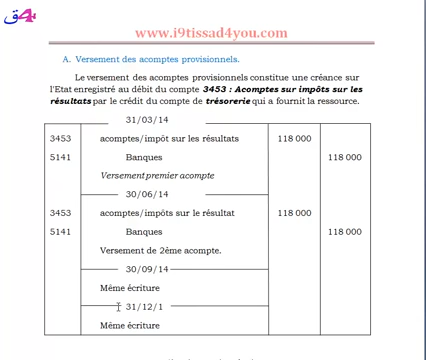 ق4
www.i9tissad4you.com
A. Versement des acomptes provisionnels.
Le versement des acomptes provisionnels constitue une créance sur
l'Etat enregistré au débit du compte 3453 : Acomptes sur impôts sur les
résultats par le crédit du compte de trésorerie qui a fournit la ressource.
31/03/14
3453 acomptes/impôt sur les résultats 118 000
5141 Banques 118 000
Versement premier acompte
30/06/14
3453 acomptes/impôts sur le résultat 118 000
5141 Banques 118 000
Versement de 2ème acompte.
30/09/14
Même écriture
31/12/1
Même écriture